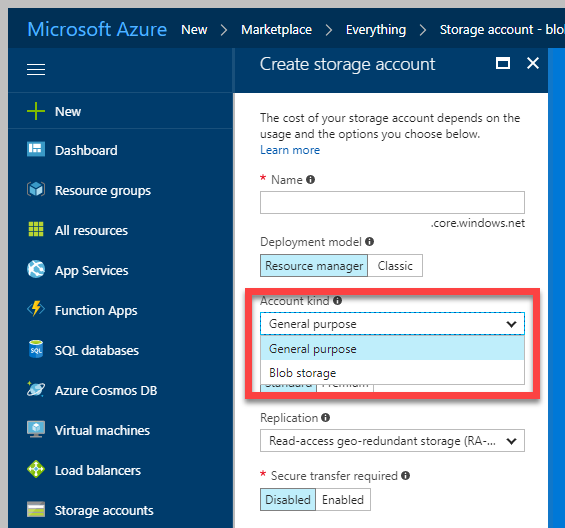 Microsoft Azure New > Marketplace > Everything > Storage account - blo
Create storage account
New
Dashboard
Resource groups
All resources
App Services
Function Apps
SQL databases
Azure Cosmos DB
Virtual machines
Load balancers
Storage accounts
The cost of your storage account depends on the
usage and the options you choose below.
Learn more
* Name
.core.windows.net
Deployment model
Resource manager Classic
Account kind
General purpose
General purpose
Blob storage
Standard Premium
Replication
Read-access geo-redundant storage (RA-...
* Secure transfer required
Disabled Enabled